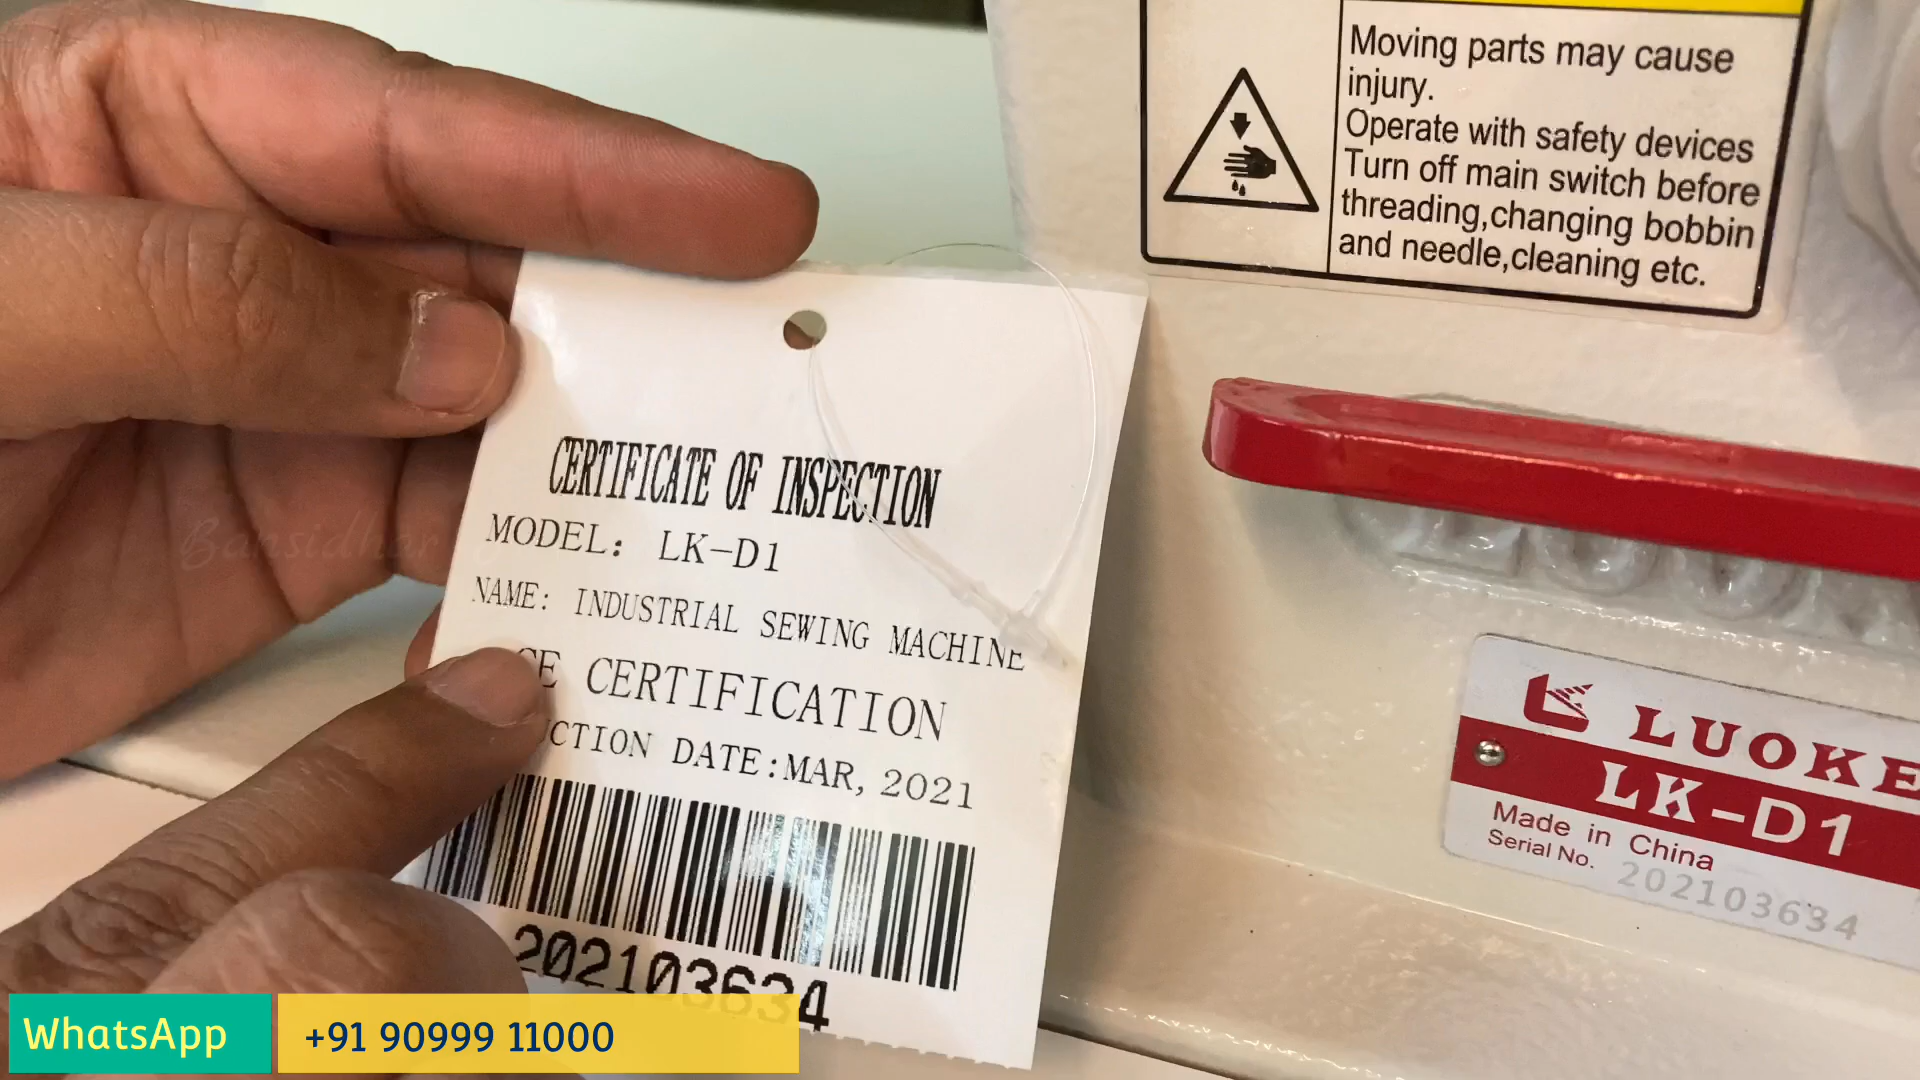 Moving parts may cause
injury.
Operate with safety devices
Turn off main switch before
threading,changing bobbin
and needle,cleaning etc.
CERTIFICATE OF INSPECTION
MODEL: LK-D1
NAME: INDUSTRIAL SEWING MACHINE
CE CERTIFICATION
UCTION DATE:MAR, 2021
202103634
LUOKE
LK-D1
Made in China
Serial No. 202103634
Bansidhar
WhatsApp
+91 90999 11000